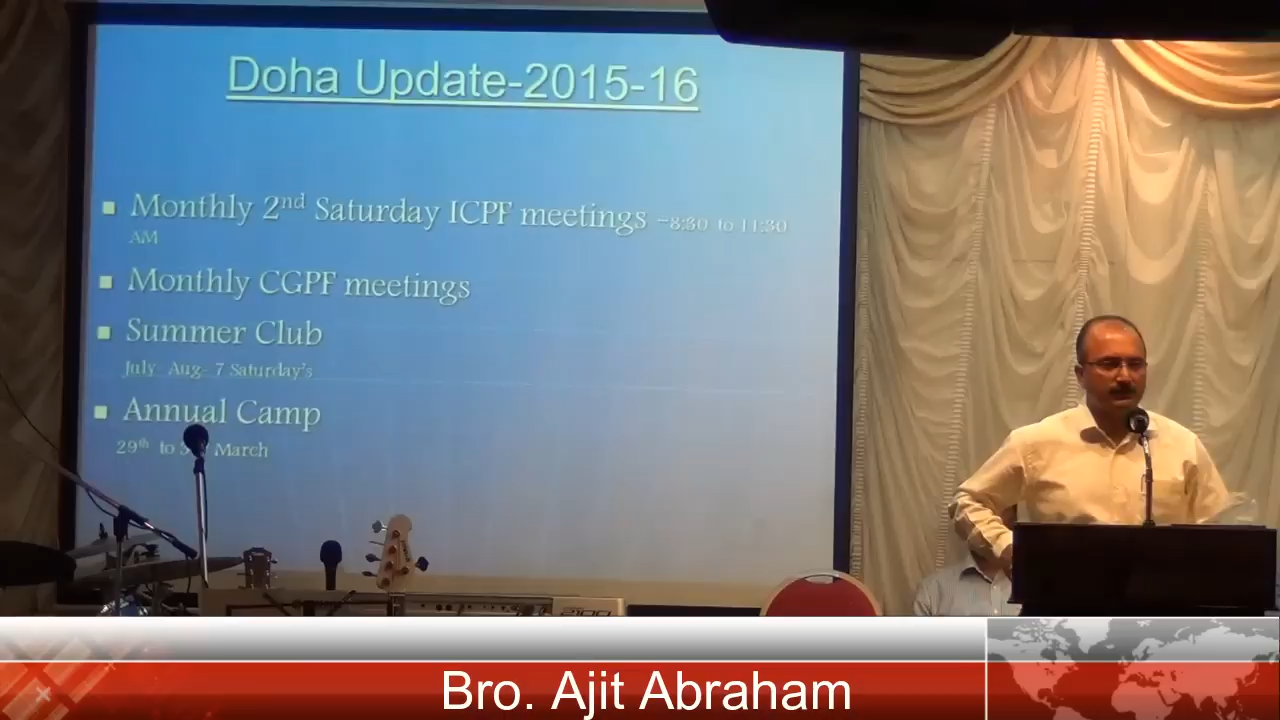 Doha Update-2015-16
Monthly 2nd Saturday ICPF meetings -8:30 to 11:30
AM
Monthly CGPF meetings
Summer Club
July- Aug- 7 Saturday's
Annual Camp
29th to March
Bro. Ajit Abraham